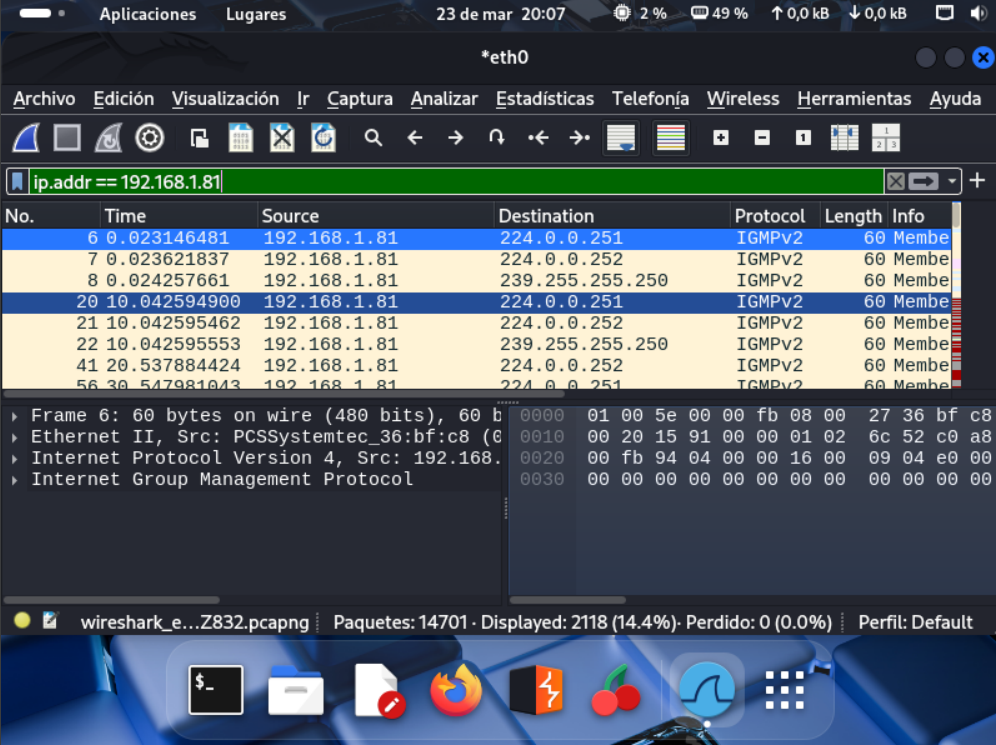 Aplicaciones Lugares 23 de mar 20:07 2 % 49 % ↑ 0,0 kB ↓ 0,0 kB
*eth0
Archivo Edición Visualización Ir Captura Analizar Estadísticas Telefonía Wireless Herramientas Ayuda
ip.addr == 192.168.1.81
No. Time Source Destination Protocol Length Info
6 0.023146481 192.168.1.81 224.0.0.251 IGMPv2 60 Membe
7 0.023621837 192.168.1.81 224.0.0.252 IGMPv2 60 Membe
8 0.024257661 192.168.1.81 239.255.255.250 IGMPv2 60 Membe
20 10.042594900 192.168.1.81 224.0.0.251 IGMPv2 60 Membe
21 10.042595462 192.168.1.81 224.0.0.252 IGMPv2 60 Membe
22 10.042595553 192.168.1.81 239.255.255.250 IGMPv2 60 Membe
41 20.537884424 192.168.1.81 224.0.0.252 IGMPv2 60 Membe
56 30.547981043 192.168.1.81 224.0.0.251 IGMPv2 60 Membe
Frame 6: 60 bytes on wire (480 bits), 60 b
Ethernet II, Src: PCSSystemtec_36:bf:c8 (0
Internet Protocol Version 4, Src: 192.168.
Internet Group Management Protocol
0000 01 00 5e 00 00 fb 08 00 27 36 bf c8
0010 00 20 15 91 00 00 01 02 6c 52 c0 a8
0020 00 fb 94 04 00 00 16 00 09 04 e0 00
0030 00 00 00 00 00 00 00 00 00 00 00 00
wireshark_e...Z832.pcapng Paquetes: 14701 · Displayed: 2118 (14.4%)· Perdido: 0 (0.0%) Perfil: Default
$_